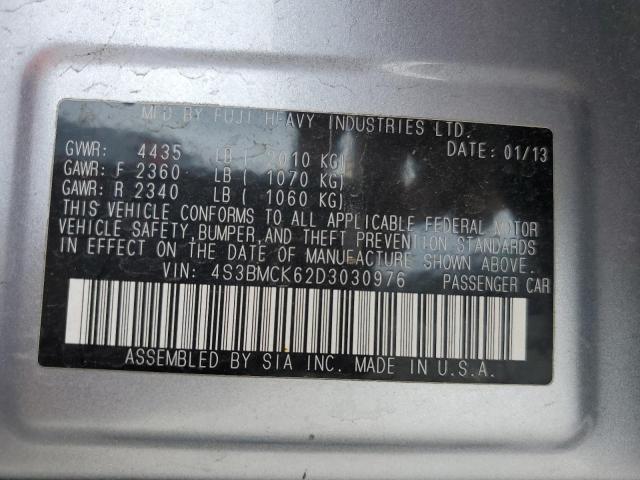 MFD BY FUJI HEAVY INDUSTRIES LTD.
GVWR: 4435 LB ( 2010 KG) DATE: 01/13
GAWR: F 2360 LB ( 1070 KG)
GAWR: R 2340 LB ( 1060 KG)
THIS VEHICLE CONFORMS TO ALL APPLICABLE FEDERAL MOTOR
VEHICLE SAFETY, BUMPER, AND THEFT PREVENTION STANDARDS
IN EFFECT ON THE DATE OF MANUFACTURE SHOWN ABOVE.
VIN: 4S3BMCK62D3030976 PASSENGER CAR
ASSEMBLED BY SIA INC. MADE IN U.S.A.